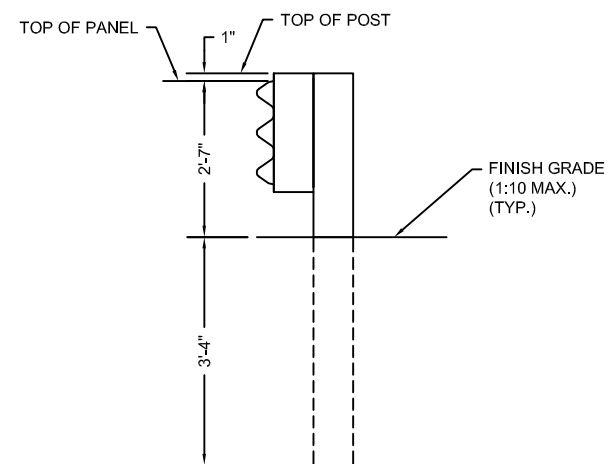 TOP OF PANEL
1"
TOP OF POST
2'-7"
FINISH GRADE
(1:10 MAX.)
(TYP.)
3'-4"